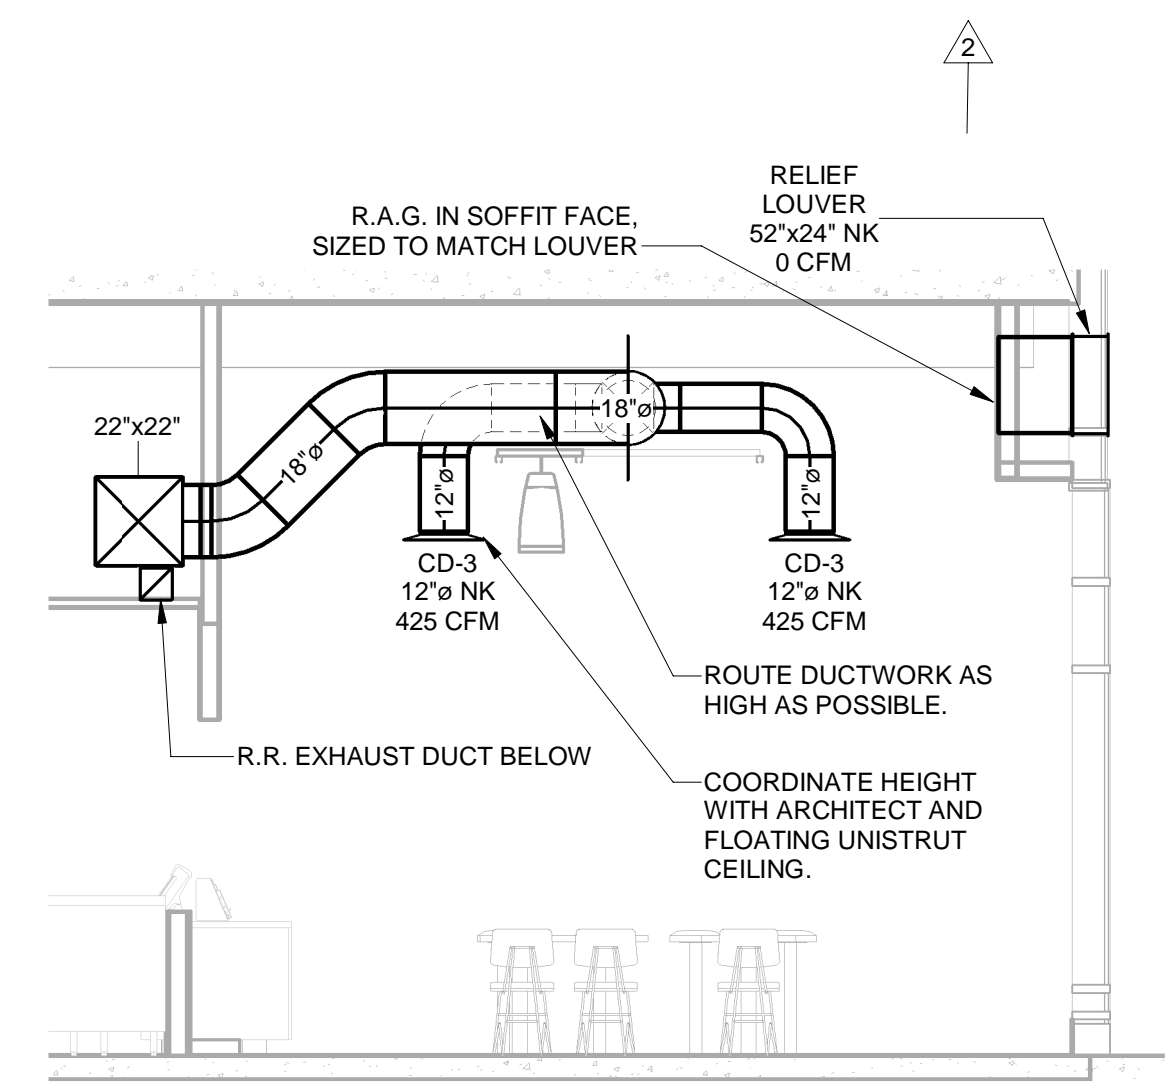 2
RELIEF
LOUVER
52"x24" NK
0 CFM
R.A.G. IN SOFFIT FACE,
SIZED TO MATCH LOUVER
22"x22"
18"ø
18"ø
12"ø
12"ø
CD-3
12"ø NK
425 CFM
CD-3
12"ø NK
425 CFM
ROUTE DUCTWORK AS
HIGH AS POSSIBLE.
R.R. EXHAUST DUCT BELOW
COORDINATE HEIGHT
WITH ARCHITECT AND
FLOATING UNISTRUT
CEILING.